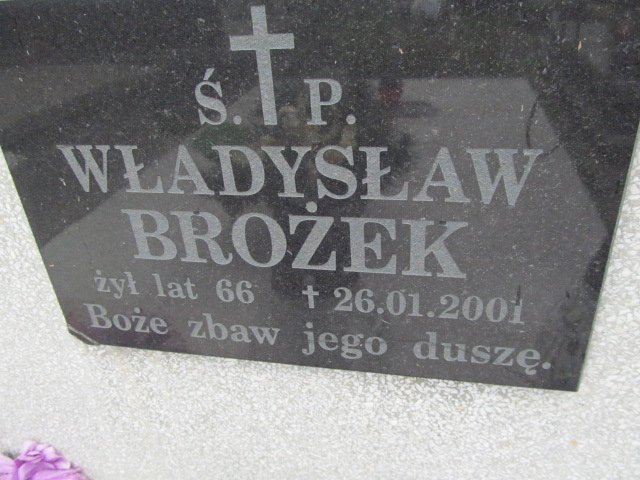 Ś. P.
WŁADYSŁAW
BROŻEK
żył lat 66 † 26.01.2001
Boże zbaw jego duszę.